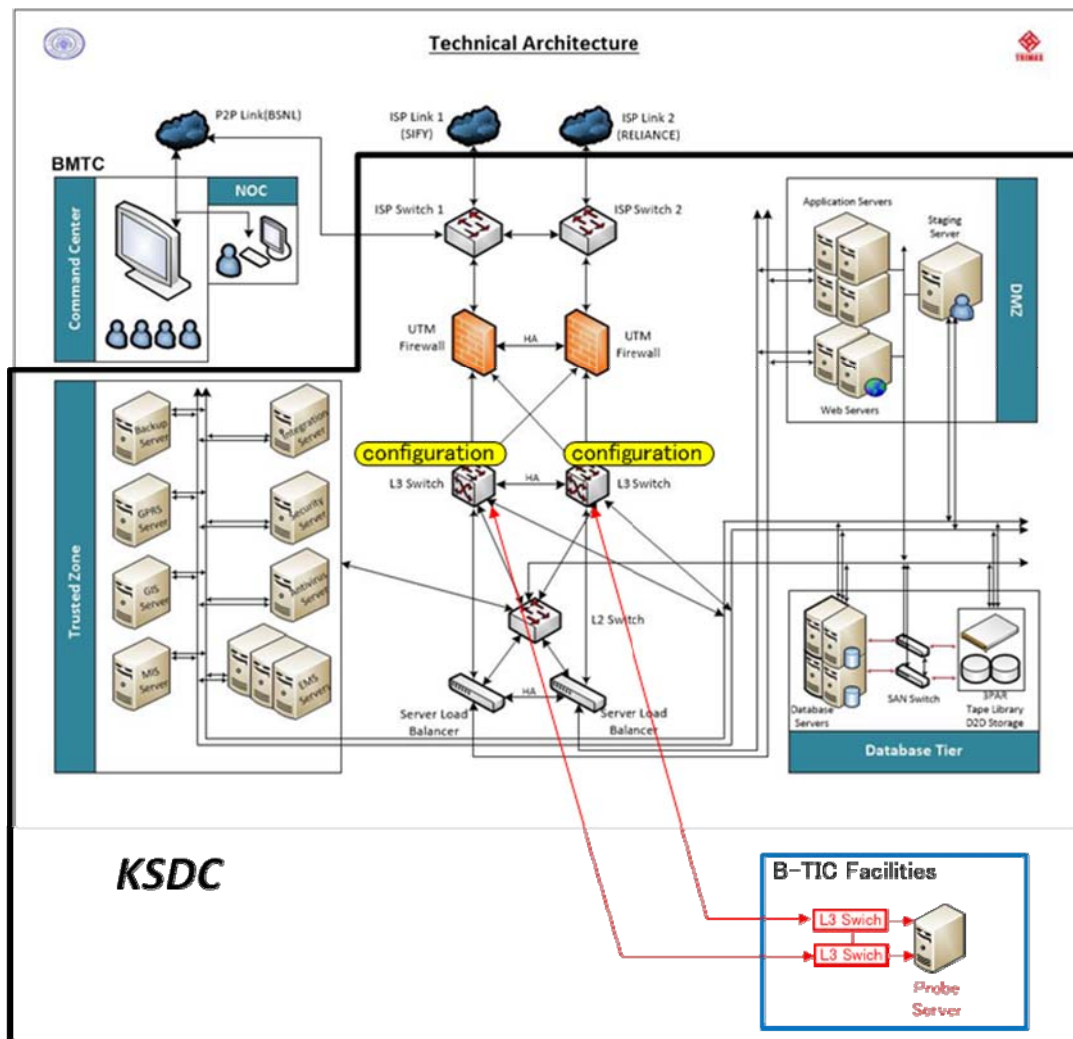 Technical Architecture
TRIMAX
P2P Link(BSNL)
ISP Link 1
(SIFY)
ISP Link 2
(RELIANCE)
BMTC
Command Center
NOC
ISP Switch 1
ISP Switch 2
Application Servers
Staging
Server
DMZ
Web Servers
UTM
Firewall
HA
UTM
Firewall
configuration
configuration
L3 Switch
HA
L3 Switch
Trusted Zone
Backup
Server
Integration
Server
GPRS
Server
Security
Server
GIS
Server
Antivirus
Server
MIS
Server
EMS
Servers
L2 Switch
HA
Server Load
Balancer
Server Load
Balancer
Database
Servers
SAN Switch
3PAR
Tape Library
D2D Storage
Database Tier
KSDC
B-TIC Facilities
L3 Swich
L3 Swich
Probe
Server